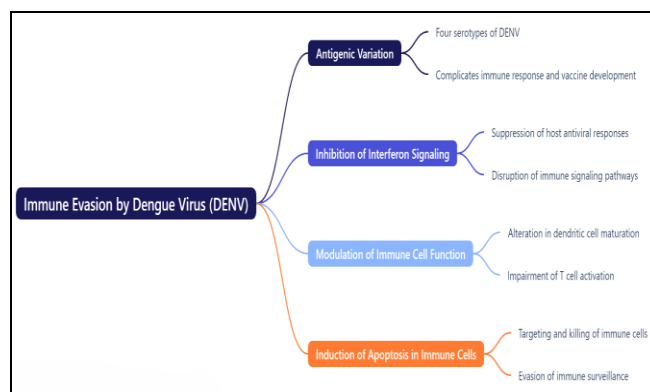 Immune Evasion by Dengue Virus (DENV)
Antigenic Variation
Four serotypes of DENV
Complicates immune response and vaccine development
Inhibition of Interferon Signaling
Suppression of host antiviral responses
Disruption of immune signaling pathways
Modulation of Immune Cell Function
Alteration in dendritic cell maturation
Impairment of T cell activation
Induction of Apoptosis in Immune Cells
Targeting and killing of immune cells
Evasion of immune surveillance